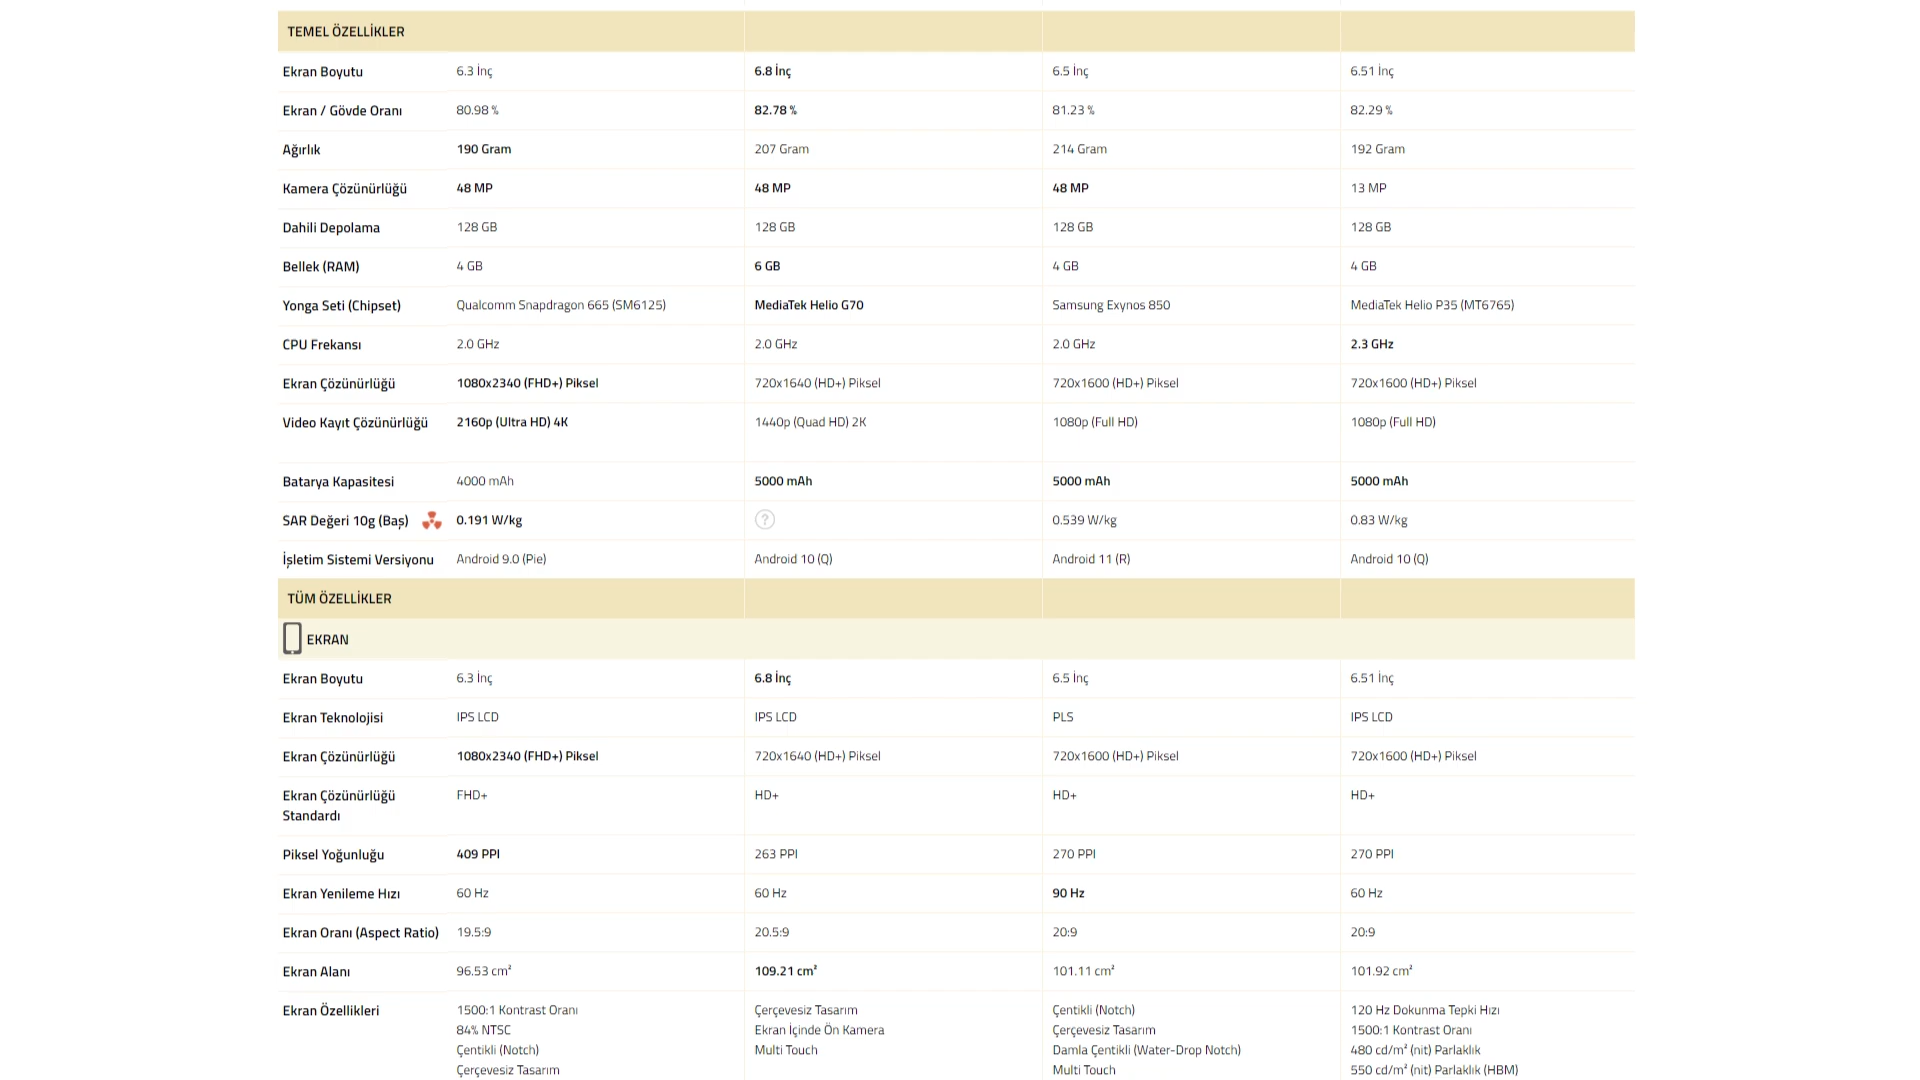 TEMEL ÖZELLİKLER
Ekran Boyutu 6.3 İnç 6.8 İnç 6.5 İnç 6.51 İnç
Ekran / Gövde Oranı 80.98 % 82.78 % 81.23 % 82.29 %
Ağırlık 190 Gram 207 Gram 214 Gram 192 Gram
Kamera Çözünürlüğü 48 MP 48 MP 48 MP 13 MP
Dahili Depolama 128 GB 128 GB 128 GB 128 GB
Bellek (RAM) 4 GB 6 GB 4 GB 4 GB
Yonga Seti (Chipset) Qualcomm Snapdragon 665 (SM6125) MediaTek Helio G70 Samsung Exynos 850 MediaTek Helio P35 (MT6765)
CPU Frekansı 2.0 GHz 2.0 GHz 2.0 GHz 2.3 GHz
Ekran Çözünürlüğü 1080x2340 (FHD+) Piksel 720x1640 (HD+) Piksel 720x1600 (HD+) Piksel 720x1600 (HD+) Piksel
Video Kayıt Çözünürlüğü 2160p (Ultra HD) 4K 1440p (Quad HD) 2K 1080p (Full HD) 1080p (Full HD)
Batarya Kapasitesi 4000 mAh 5000 mAh 5000 mAh 5000 mAh
SAR Değeri 10g (Baş) 0.191 W/kg ? 0.539 W/kg 0.83 W/kg
İşletim Sistemi Versiyonu Android 9.0 (Pie) Android 10 (Q) Android 11 (R) Android 10 (Q)
TÜM ÖZELLİKLER
EKRAN
Ekran Boyutu 6.3 İnç 6.8 İnç 6.5 İnç 6.51 İnç
Ekran Teknolojisi IPS LCD IPS LCD PLS IPS LCD
Ekran Çözünürlüğü 1080x2340 (FHD+) Piksel 720x1640 (HD+) Piksel 720x1600 (HD+) Piksel 720x1600 (HD+) Piksel
Ekran Çözünürlüğü FHD+ HD+ HD+ HD+
Standardı
Piksel Yoğunluğu 409 PPI 263 PPI 270 PPI 270 PPI
Ekran Yenileme Hızı 60 Hz 60 Hz 90 Hz 60 Hz
Ekran Oranı (Aspect Ratio) 19.5:9 20.5:9 20:9 20:9
Ekran Alanı 96.53 cm² 109.21 cm² 101.11 cm² 101.92 cm²
Ekran Özellikleri 1500:1 Kontrast Oranı Çerçevesiz Tasarım Çentikli (Notch) 120 Hz Dokunma Tepki Hızı
84% NTSC Ekran İçinde Ön Kamera Çerçevesiz Tasarım 1500:1 Kontrast Oranı
Çentikli (Notch) Multi Touch Damla Çentikli (Water-Drop Notch) 480 cd/m² (nit) Parlaklık
Çerçevesiz Tasarım Multi Touch 550 cd/m² (nit) Parlaklık (HBM)